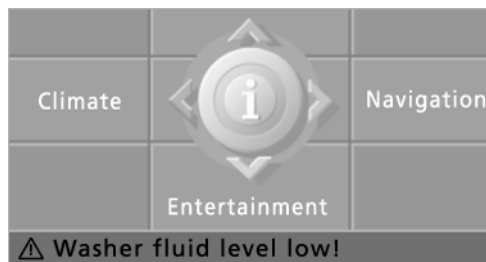 Climate
i
Navigation
Entertainment
⚠ Washer fluid level low!